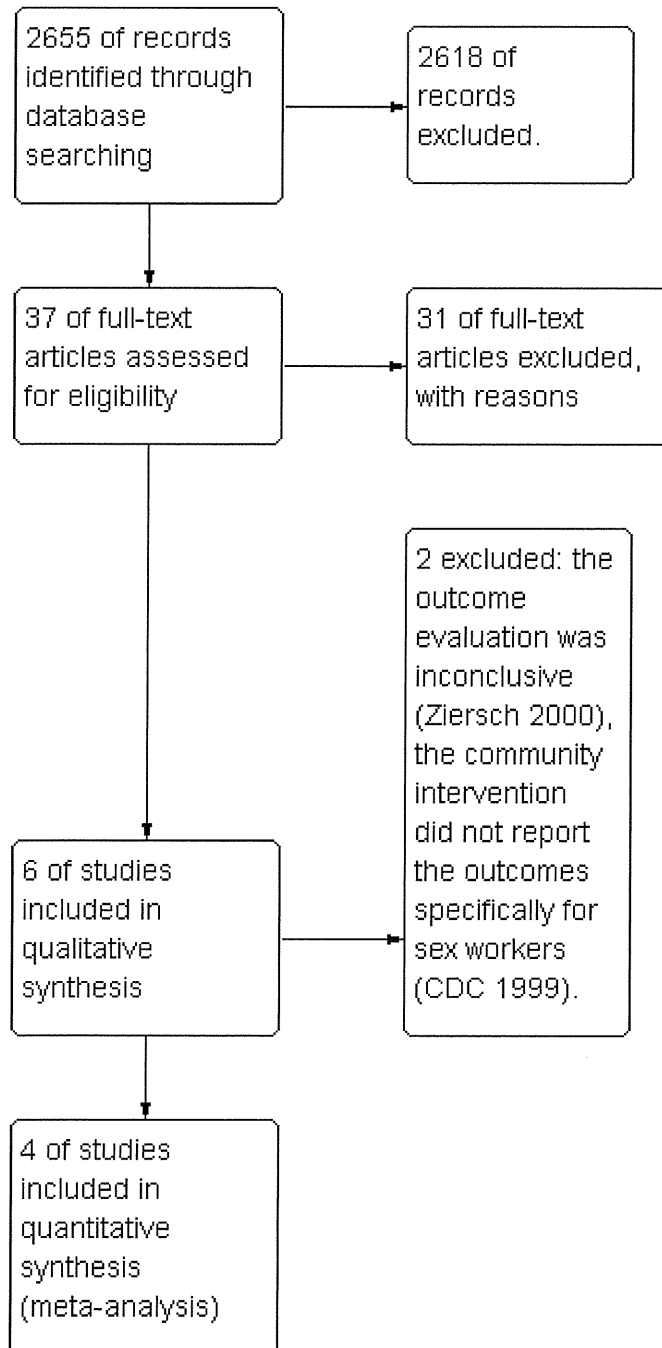 2655 of records
identified through
database
searching
2618 of
records
excluded.
37 of full-text
articles assessed
for eligibility
31 of full-text
articles excluded,
with reasons
2 excluded: the
outcome
evaluation was
inconclusive
(Ziersch 2000),
the community
intervention
did not report
the outcomes
specifically for
sex workers
(CDC 1999).
6 of studies
included in
qualitative
synthesis
4 of studies
included in
quantitative
synthesis
(meta-analysis)